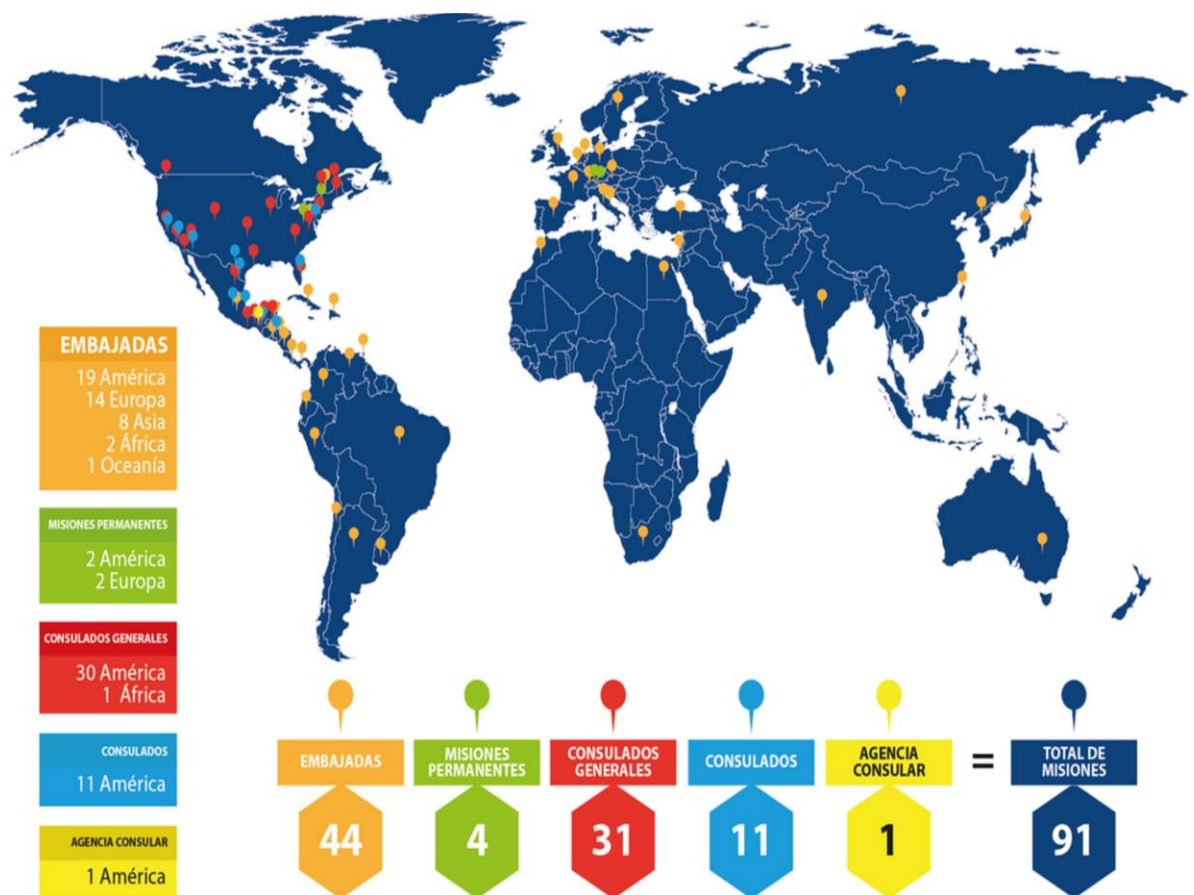 EMBAJADAS
19 América
14 Europa
8 Asia
2 África
1 Oceanía
MISIONES PERMANENTES
2 América
2 Europa
CONSULADOS GENERALES
30 América
1 África
CONSULADOS
11 América
AGENCIA CONSULAR
1 América
EMBAJADAS
44
MISIONES
PERMANENTES
4
CONSULADOS
GENERALES
31
CONSULADOS
11
AGENCIA
CONSULAR
1
=
TOTAL DE
MISIONES
91